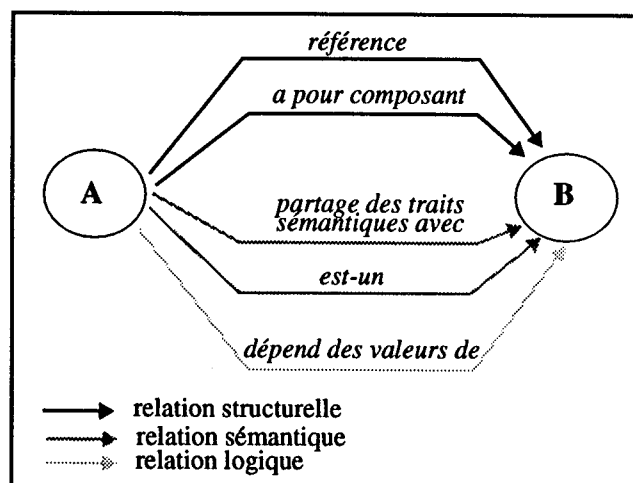 référence
a pour composant
A
B
partage des traits
sémantiques avec
est-un
dépend des valeurs de
relation structurelle
relation sémantique
relation logique